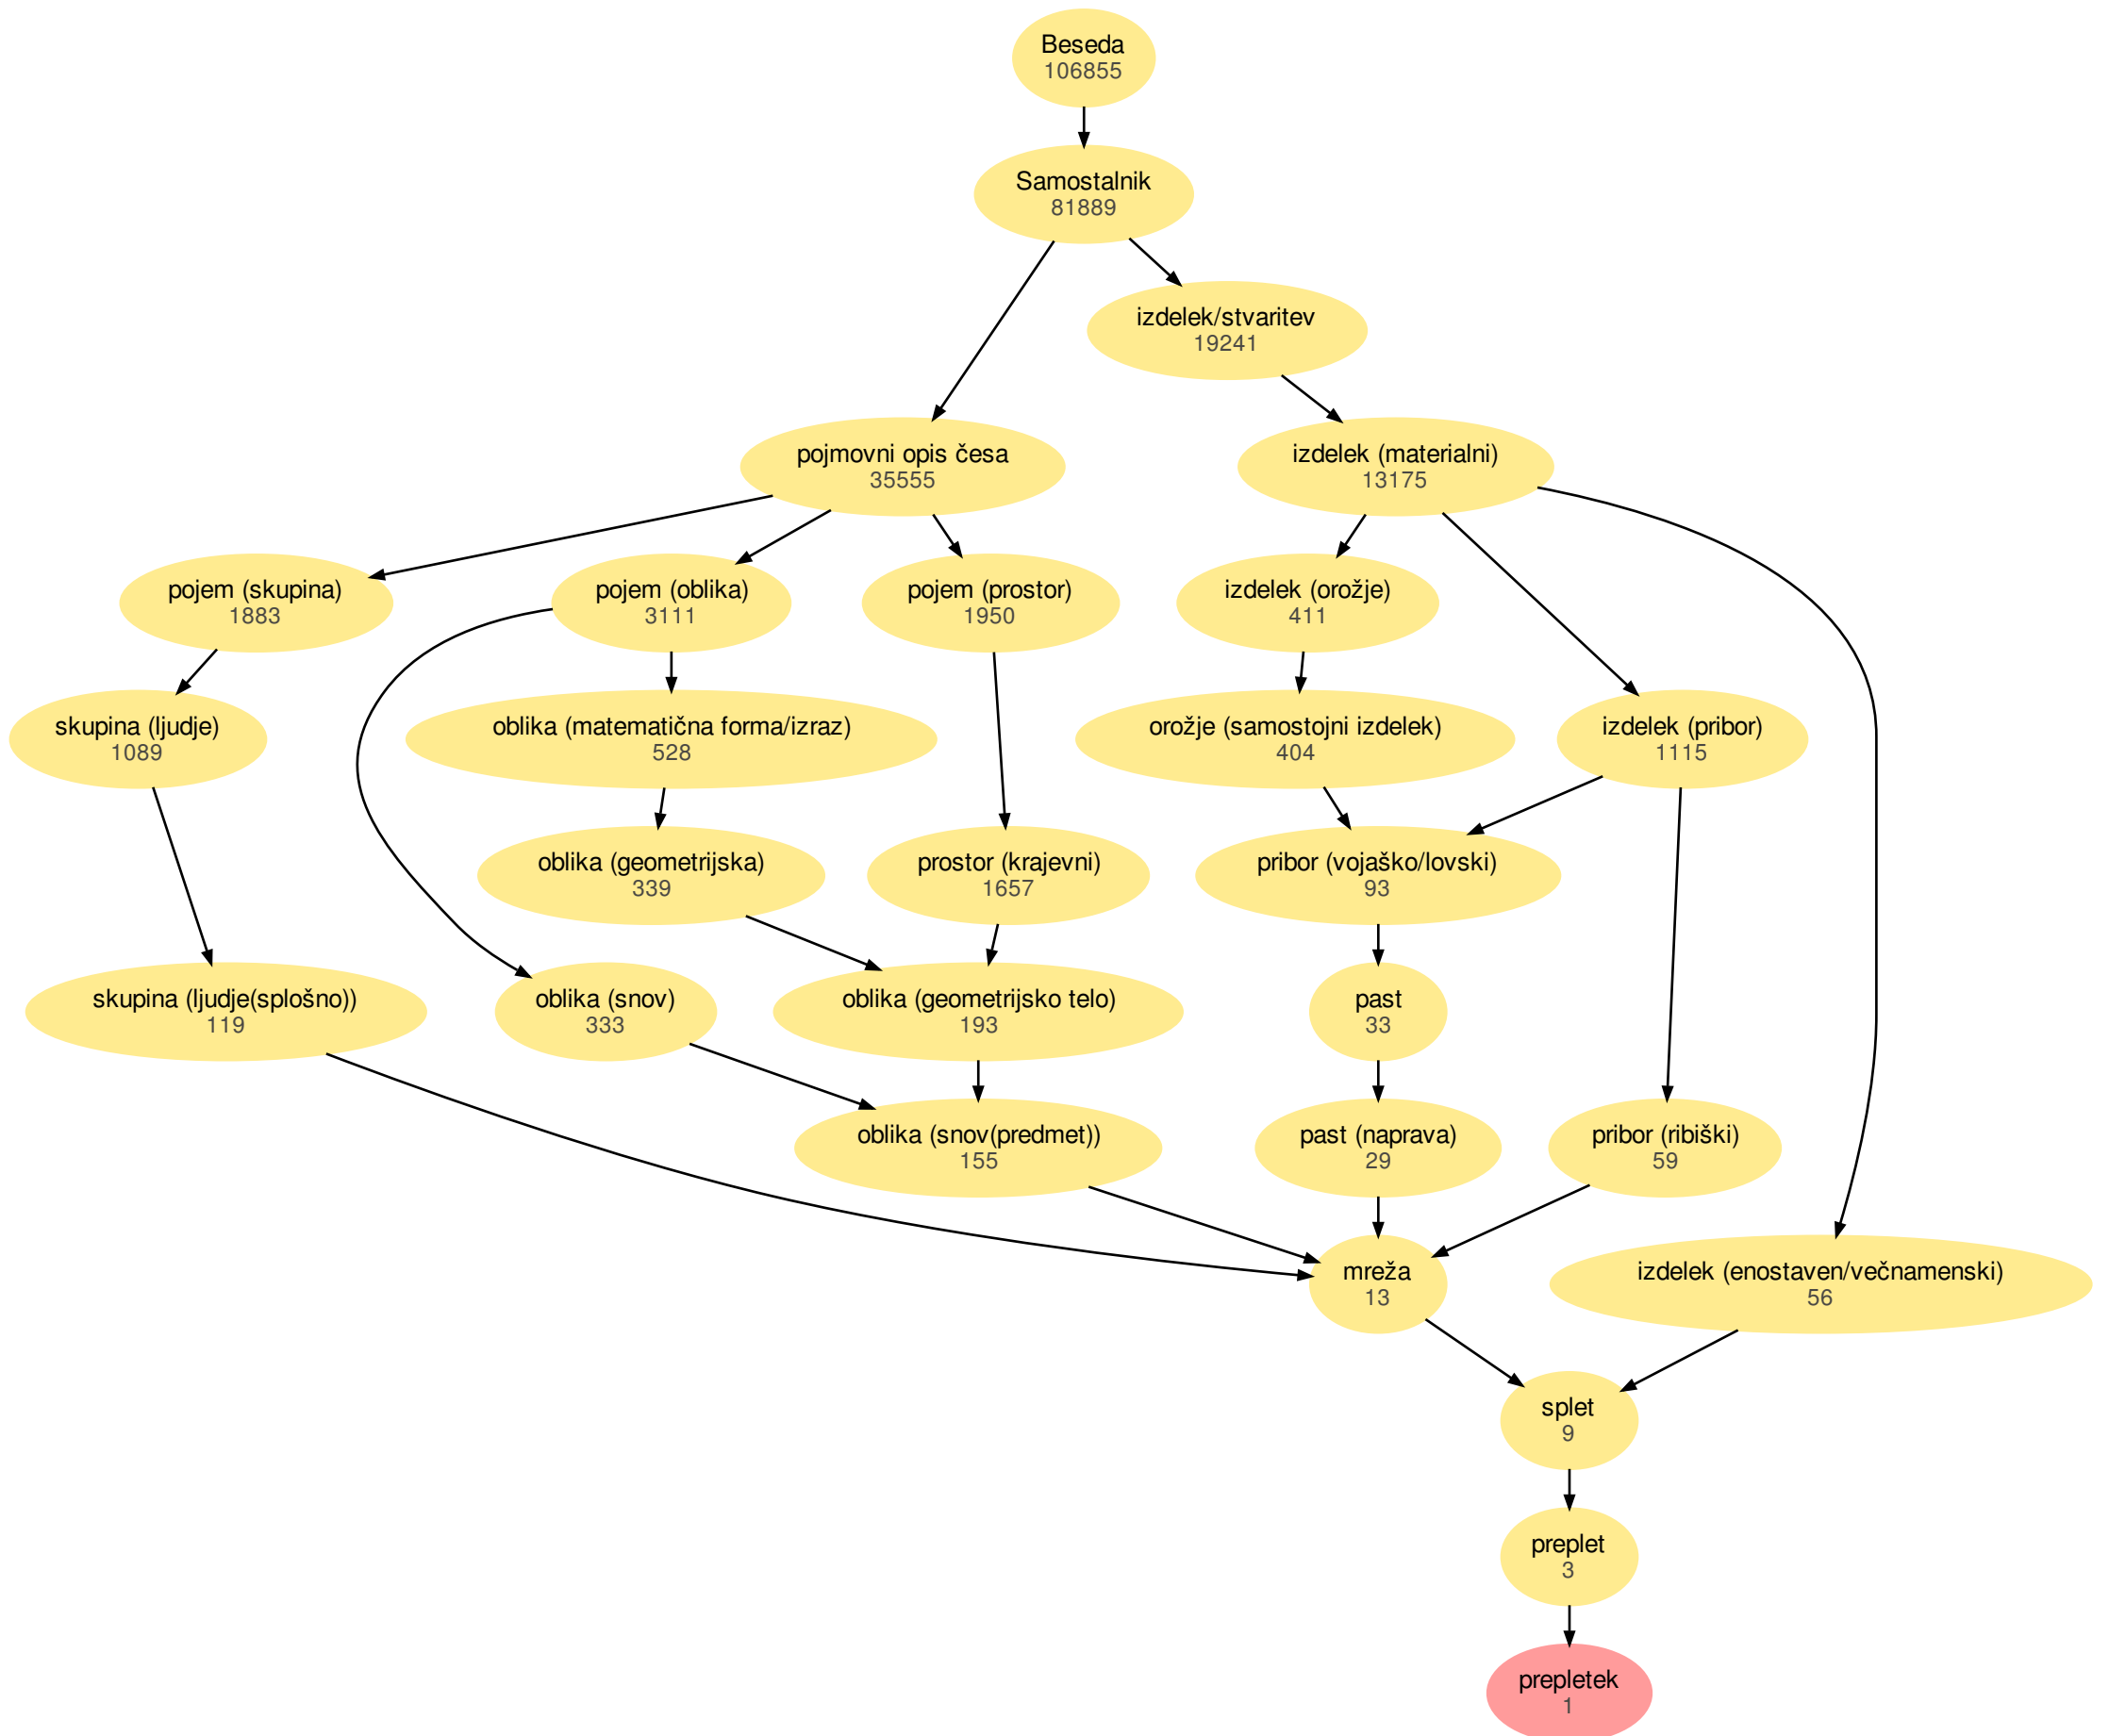 Beseda
106855
Samostalnik
81889
izdelek/stvaritev
19241
pojmovni opis česa
35555
izdelek (materialni)
13175
pojem (skupina)
1883
pojem (oblika)
3111
pojem (prostor)
1950
izdelek (orožje)
411
skupina (ljudje)
1089
oblika (matematična forma/izraz)
528
orožje (samostojni izdelek)
404
izdelek (pribor)
1115
oblika (geometrijska)
339
prostor (krajevni)
1657
pribor (vojaško/lovski)
93
skupina (ljudje(splošno))
119
oblika (snov)
333
oblika (geometrijsko telo)
193
past
33
oblika (snov(predmet))
155
past (naprava)
29
pribor (ribiški)
59
mreža
13
izdelek (enostaven/večnamenski)
56
splet
9
preplet
3
prepletek
1